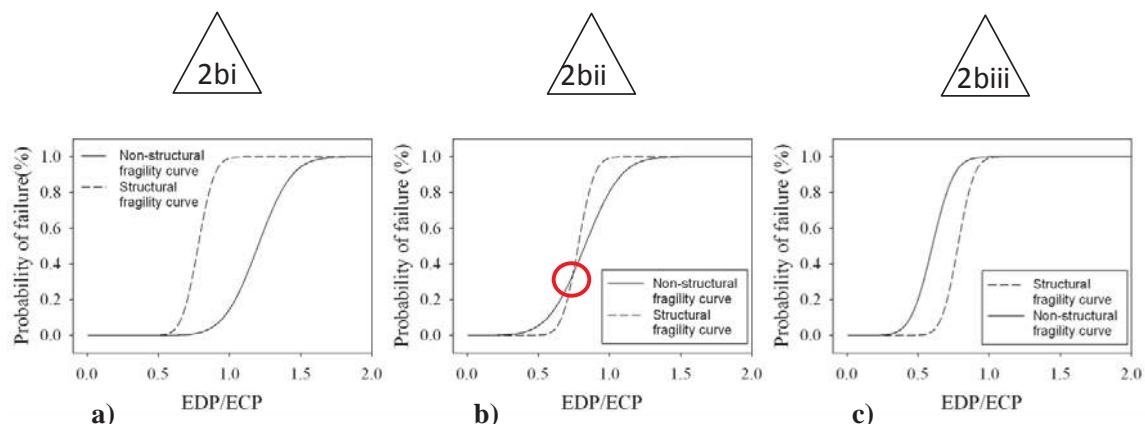 2bi
2bii
2biii
Probability of failure(%)
1.0
0.8
0.6
0.4
0.2
0.0
Non-structural
fragility curve
Structural
fragility curve
0.0 0.5 1.0 1.5 2.0
EDP/ECP
a)
Probability of failure (%)
1.0
0.8
0.6
0.4
0.2
0.0
Non-structural
fragility curve
Structural
fragility curve
0.0 0.5 1.0 1.5 2.0
EDP/ECP
b)
Probability of failure (%)
1.0
0.8
0.6
0.4
0.2
0.0
Structural
fragility curve
Non-structural
fragility curve
0.0 0.5 1.0 1.5 2.0
EDP/ECP
c)